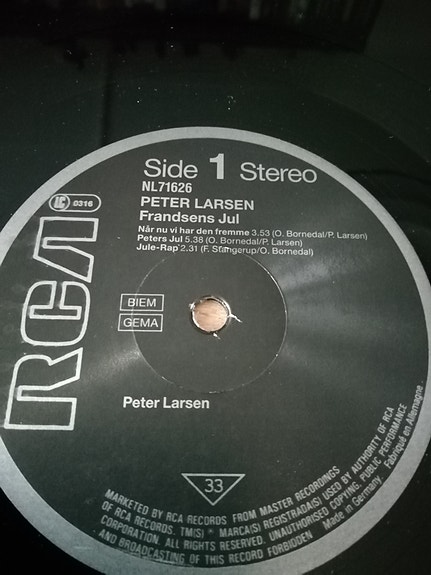 Side 1 Stereo
NL71626
LC 0316
PETER LARSEN
Frandsens Jul
Når nu vi har den fremme 3.53 (O. Bornedal/P. Larsen)
Peters Jul 5.38 (O. Bornedal/P. Larsen)
Jule-Rap 2.31 (F. Stangerup/O. Bornedal)
RCA
BIEM
GEMA
Peter Larsen
33
MARKETED BY RCA RECORDS FROM MASTER RECORDINGS
OF RCA RECORDS. TM(S) ® MARCA(S) REGISTRADA(S) USED BY AUTHORITY OF RCA
CORPORATION. ALL RIGHTS RESERVED. UNAUTHORISED COPYING, PUBLIC PERFORMANCE
AND BROADCASTING OF THIS RECORD FORBIDDEN
Made in Germany Fabriqué en Allemagne